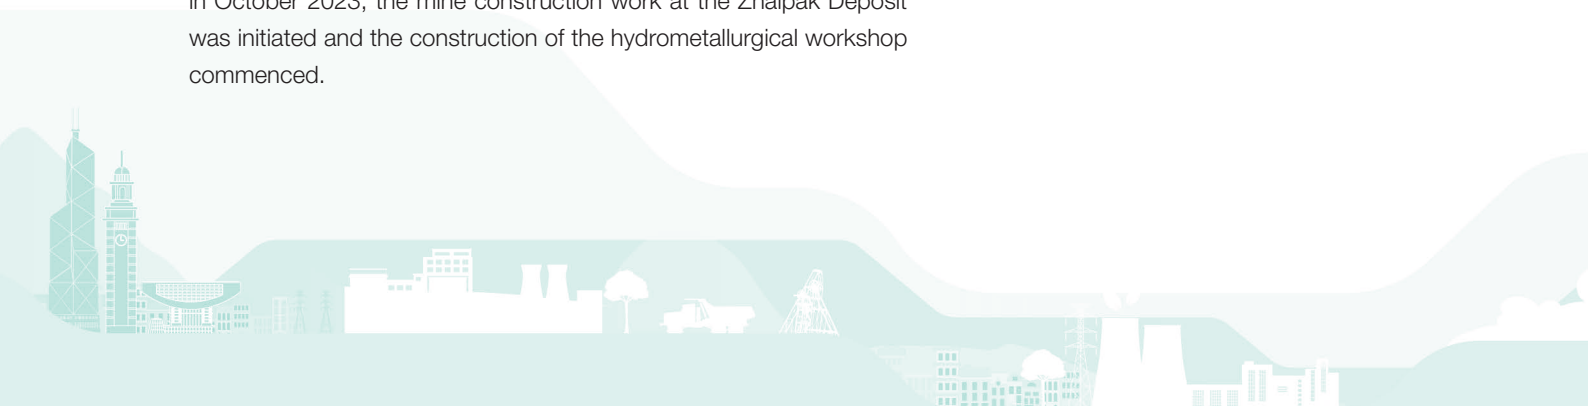 in October 2023, the mine construction work at the Zhalpak Deposit
was initiated and the construction of the hydrometallurgical workshop
commenced.